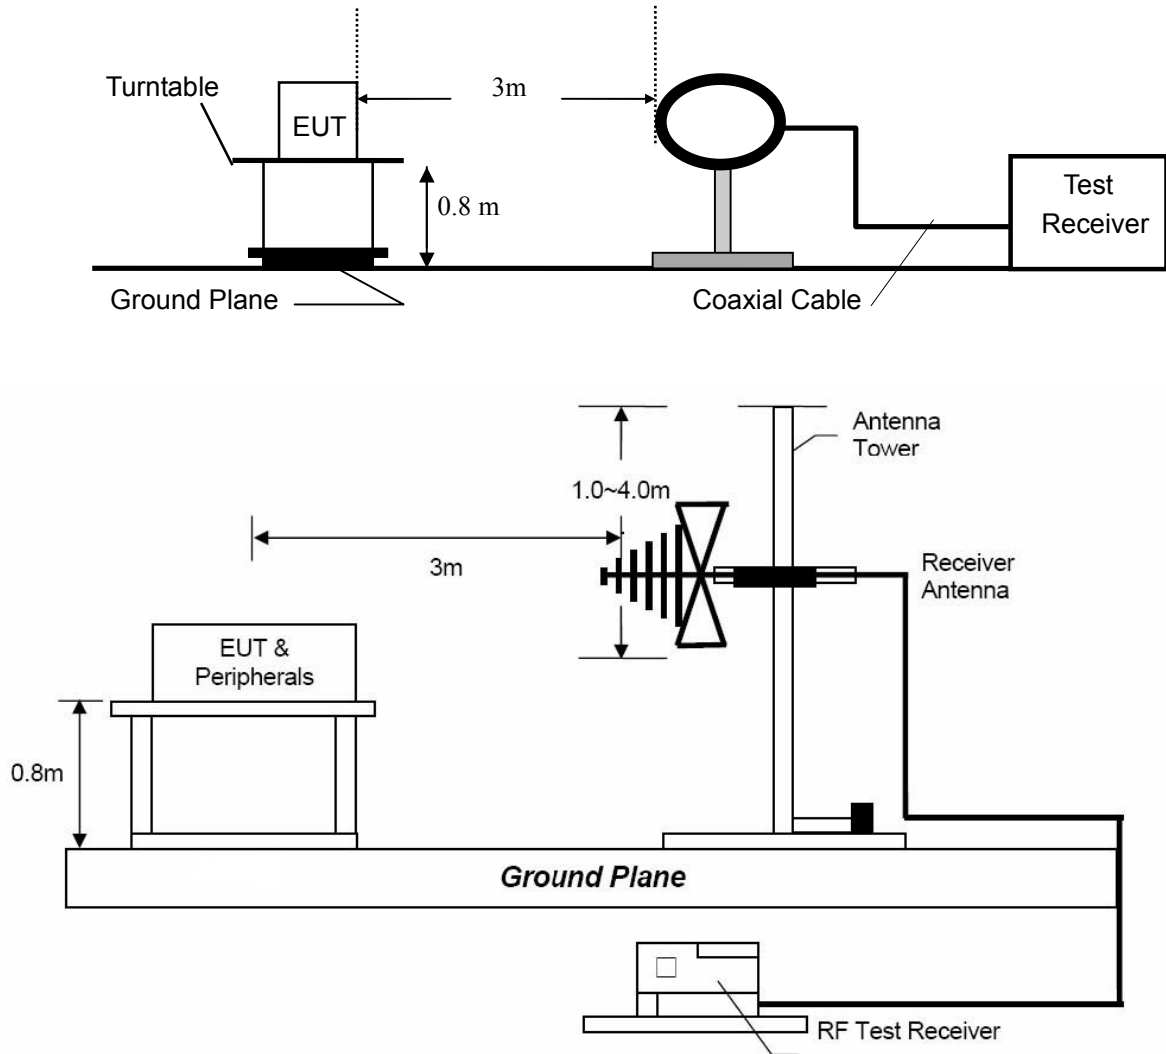 Turntable
3m
EUT
0.8 m
Test
Receiver
Ground Plane
Coaxial Cable
Antenna
Tower
1.0~4.0m
3m
Receiver
Antenna
EUT &
Peripherals
0.8m
Ground Plane
RF Test Receiver